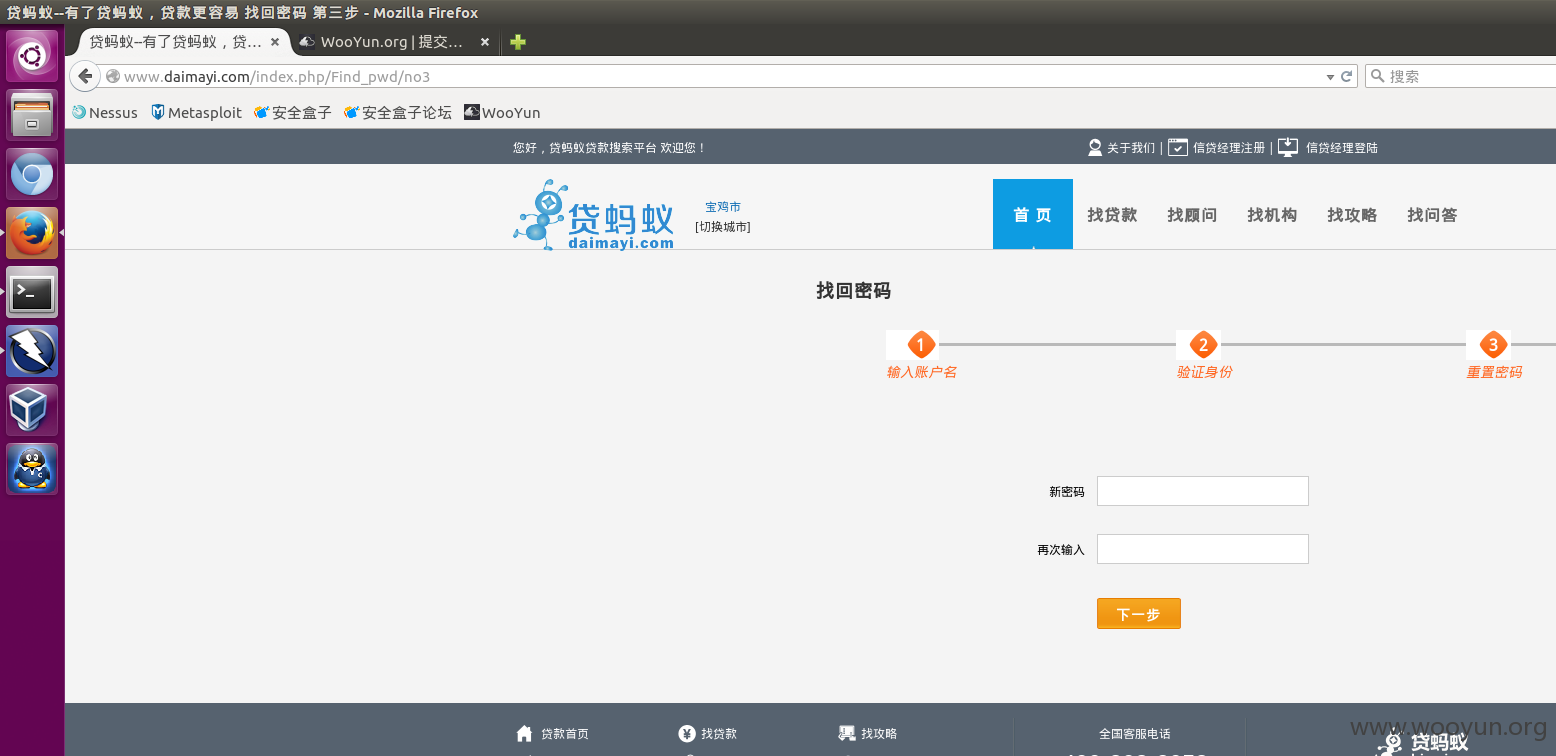 贷蚂蚁--有了贷蚂蚁，贷款更容易 找回密码 第三步 - Mozilla Firefox
贷蚂蚁--有了贷蚂蚁，贷... × WooYun.org | 提交... ×
www.daimayi.com/index.php/Find_pwd/no3 搜索
Nessus Metasploit 安全盒子 安全盒子论坛 WooYun
您好，贷蚂蚁贷款搜索平台 欢迎您！ 关于我们 | 信贷经理注册 | 信贷经理登陆
贷蚂蚁
daimayi.com
宝鸡市
[切换城市]
首 页 找贷款 找顾问 找机构 找攻略 找问答
找回密码
1 2 3
输入账户名 验证身份 重置密码
新密码
再次输入
下一步
贷款首页 找贷款 找攻略 全国客服电话 贷蚂蚁
www.wooyun.org